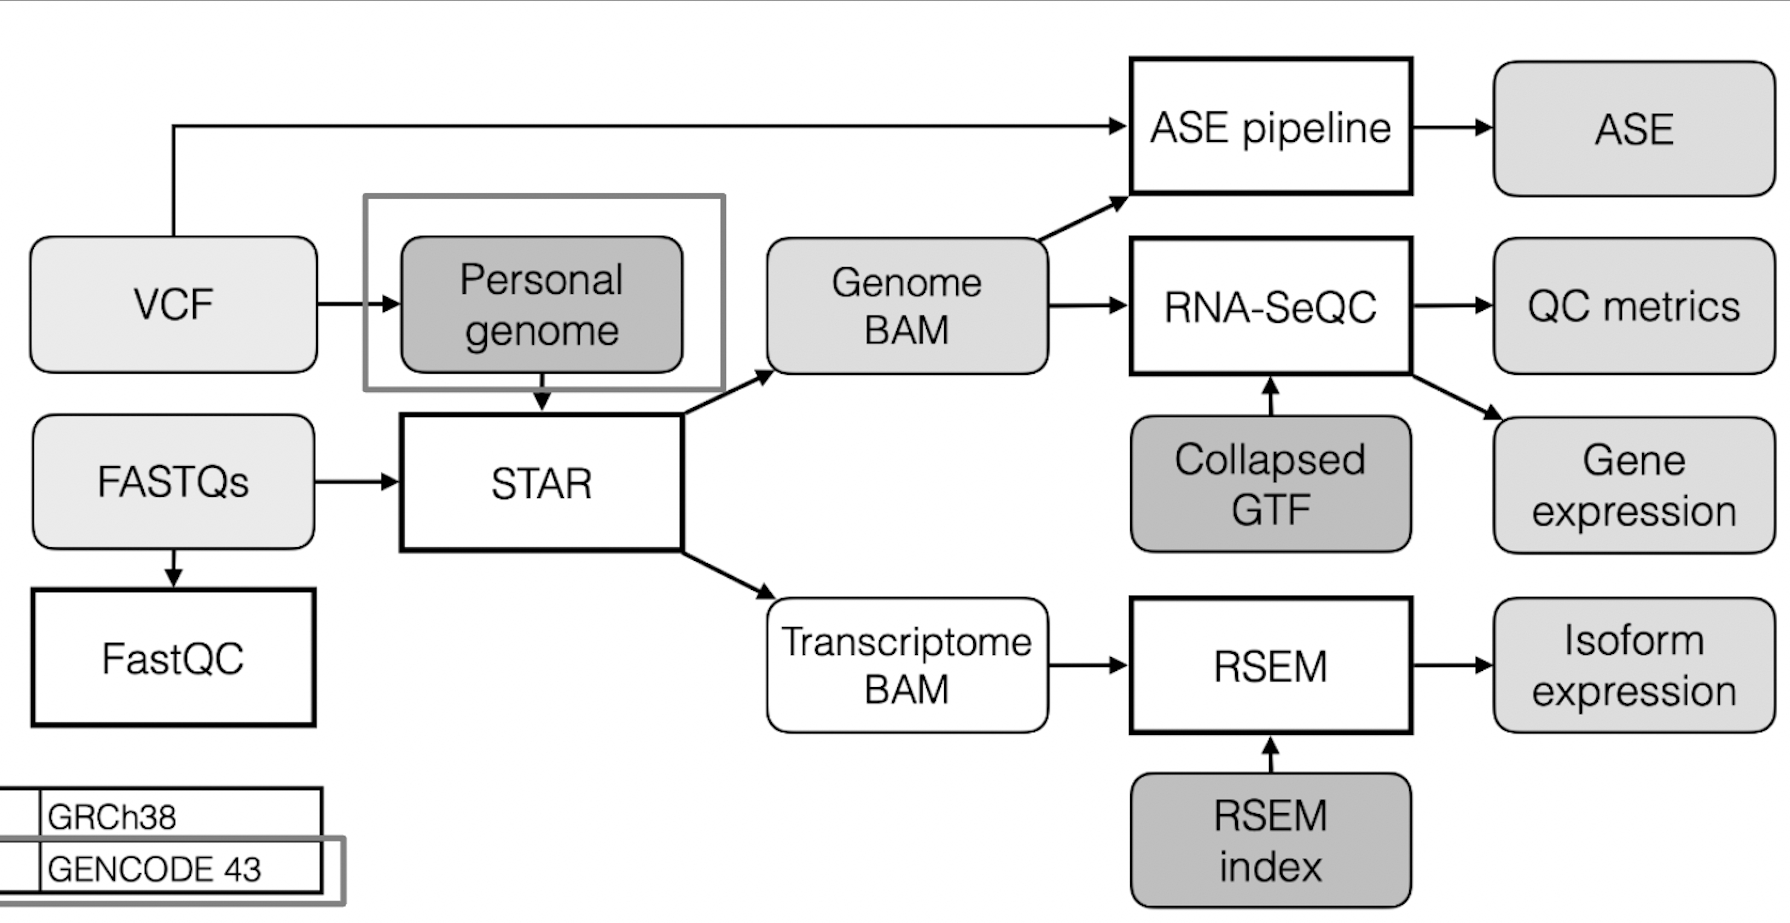 ASE pipeline
ASE
VCF
Personal
genome
Genome
BAM
RNA-SeQC
QC metrics
FASTQs
STAR
Collapsed
GTF
Gene
expression
FastQC
Transcriptome
BAM
RSEM
Isoform
expression
GRCh38
GENCODE 43
RSEM
index